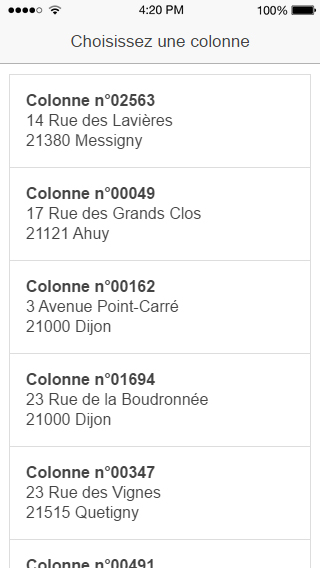 4:20 PM
100%
Choisissez une colonne
Colonne n°02563
14 Rue des Lavières
21380 Messigny
Colonne n°00049
17 Rue des Grands Clos
21121 Ahuy
Colonne n°00162
3 Avenue Point-Carré
21000 Dijon
Colonne n°01694
23 Rue de la Boudronnée
21000 Dijon
Colonne n°00347
23 Rue des Vignes
21515 Quetigny
Colonne n°00491